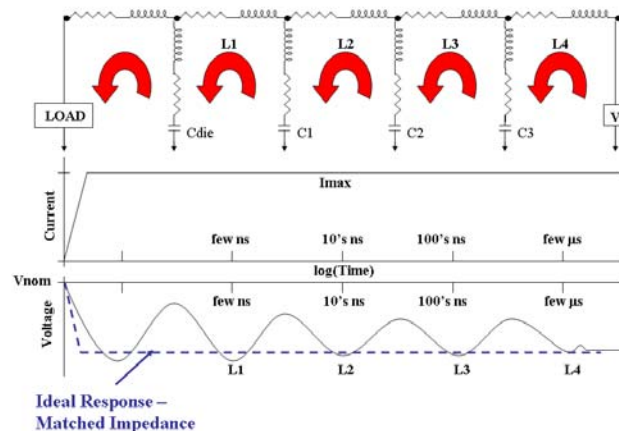 L1 L2 L3 L4
LOAD V
Cdie C1 C2 C3
Imax
Current
few ns 10's ns 100's ns few µs
log(Time)
Vnom
few ns 10's ns 100's ns few µs
Voltage
L1 L2 L3 L4
Ideal Response –
Matched Impedance